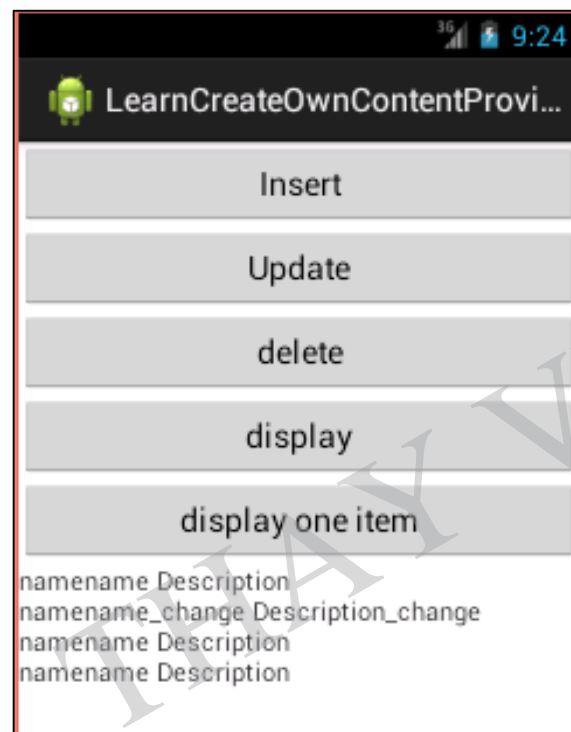 3G 9:24
LearnCreateOwnContentProvi...
Insert
Update
delete
display
display one item
namename Description
namename_change Description_change
namename Description
namename Description
THAY V